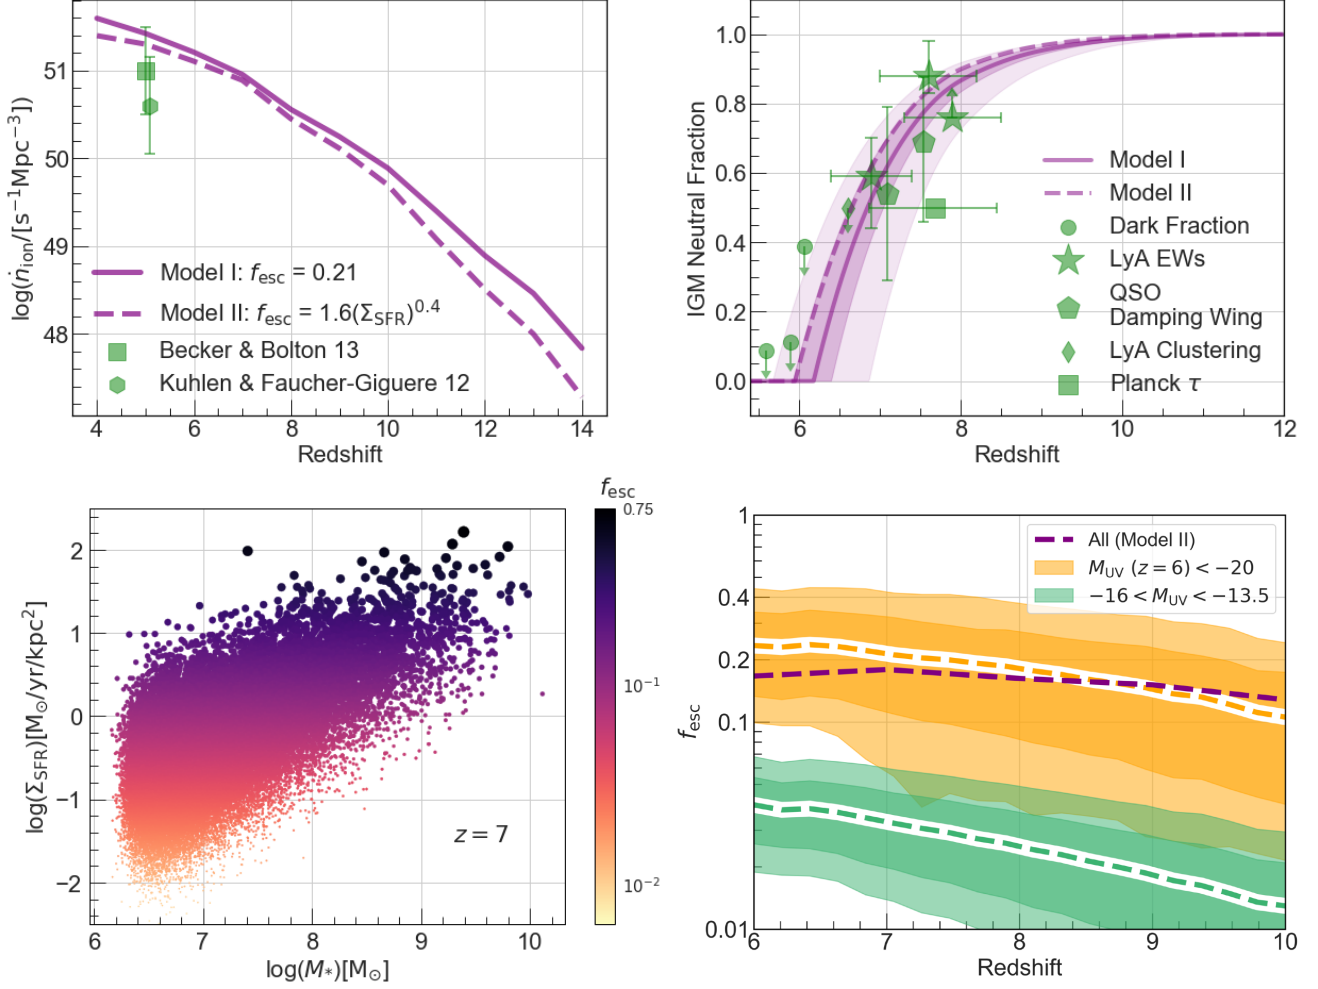 51
50
49
48
log(ṅion/[s−1Mpc−3])
Model I: fesc = 0.21
Model II: fesc = 1.6(ΣSFR)0.4
Becker & Bolton 13
Kuhlen & Faucher-Giguere 12
4 6 8 10 12 14
Redshift
1.0
0.8
0.6
0.4
0.2
0.0
IGM Neutral Fraction
Model I
Model II
Dark Fraction
LyA EWs
QSO
Damping Wing
LyA Clustering
Planck τ
6 8 10 12
Redshift
2
1
0
−1
−2
log(ΣSFR)[M⊙/yr/kpc2]
z = 7
6 7 8 9 10
log(M*)[M⊙]
fesc
0.75
10−1
10−2
1
0.4
0.2
0.1
0.01
fesc
All (Model II)
MUV (z = 6) < −20
−16 < MUV < −13.5
6 7 8 9 10
Redshift